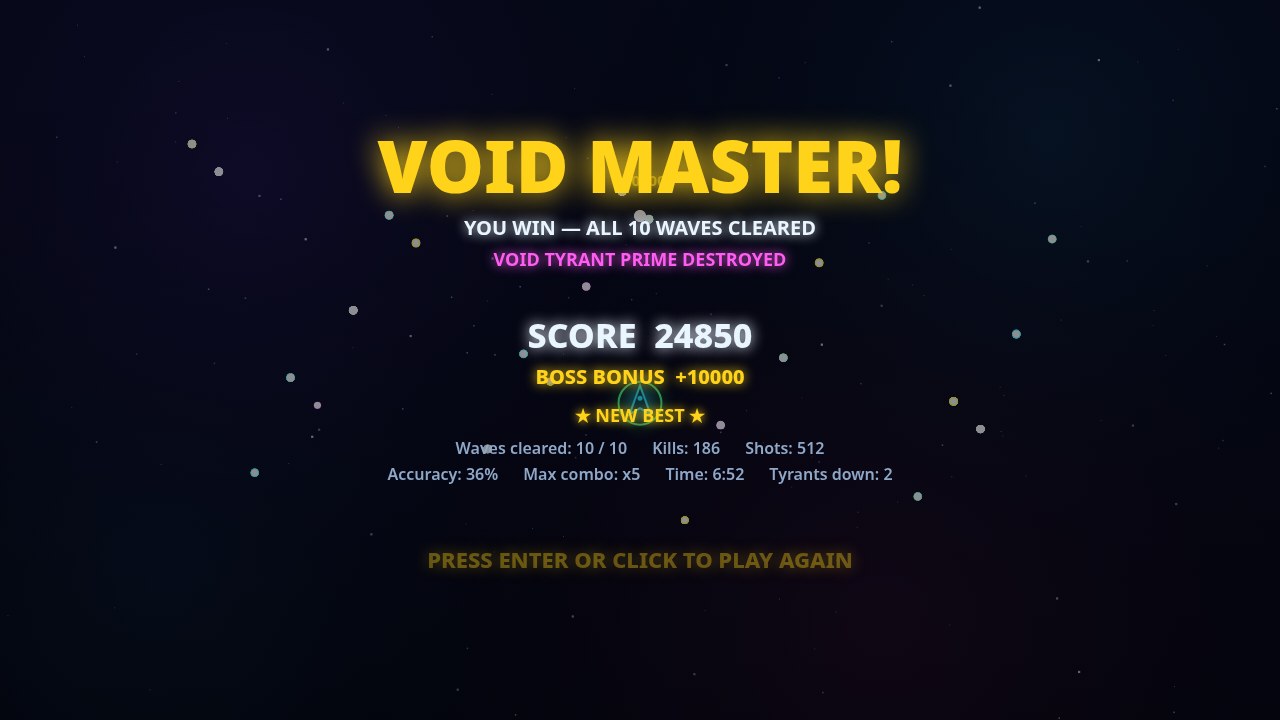 VOID MASTER!
YOU WIN — ALL 10 WAVES CLEARED
VOID TYRANT PRIME DESTROYED
SCORE 24850
BOSS BONUS +10000
★ NEW BEST ★
Waves cleared: 10 / 10 Kills: 186 Shots: 512
Accuracy: 36% Max combo: x5 Time: 6:52 Tyrants down: 2
PRESS ENTER OR CLICK TO PLAY AGAIN